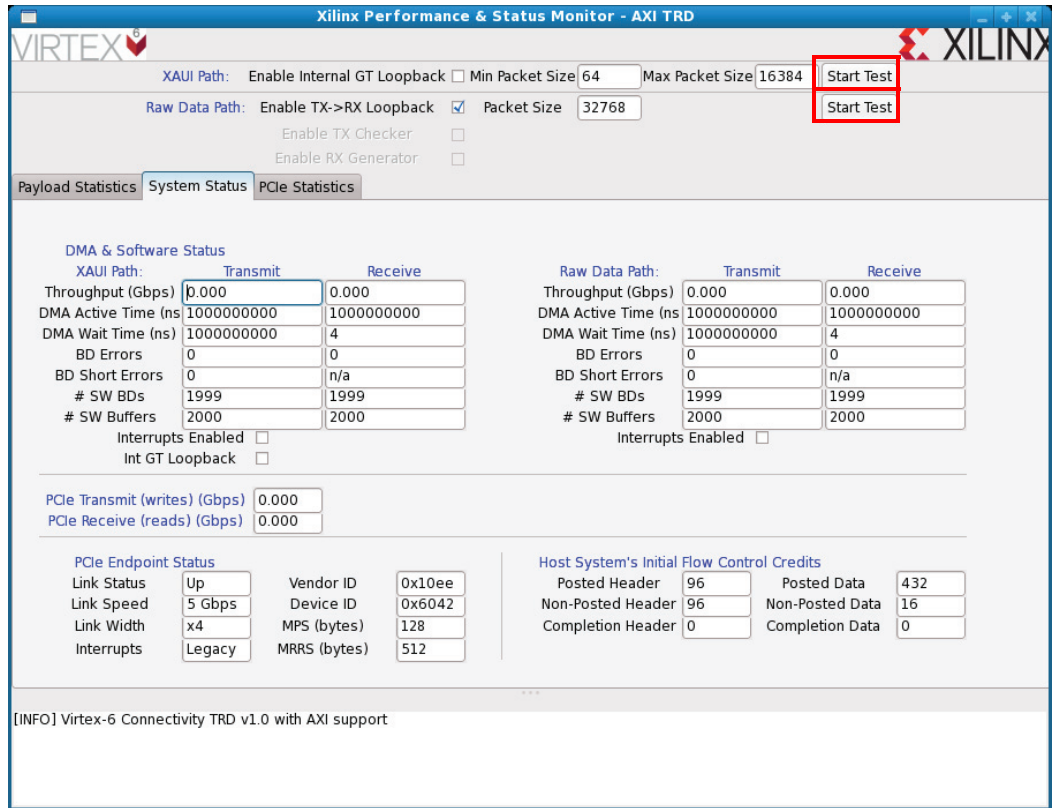 Xilinx Performance & Status Monitor - AXI TRD
VIRTEX 6
XILINX
XAUI Path: Enable Internal GT Loopback Min Packet Size 64 Max Packet Size 16384 Start Test
Raw Data Path: Enable TX->RX Loopback Packet Size 32768 Start Test
Enable TX Checker
Enable RX Generator
Payload Statistics System Status PCIe Statistics
DMA & Software Status
XAUI Path: Transmit Receive Raw Data Path: Transmit Receive
Throughput (Gbps) 0.000 0.000 Throughput (Gbps) 0.000 0.000
DMA Active Time (ns 1000000000 1000000000 DMA Active Time (ns 1000000000 1000000000
DMA Wait Time (ns) 1000000000 4 DMA Wait Time (ns) 1000000000 4
BD Errors 0 0 BD Errors 0 0
BD Short Errors 0 n/a BD Short Errors 0 n/a
# SW BDs 1999 1999 # SW BDs 1999 1999
# SW Buffers 2000 2000 # SW Buffers 2000 2000
Interrupts Enabled Interrupts Enabled
Int GT Loopback
PCIe Transmit (writes) (Gbps) 0.000
PCIe Receive (reads) (Gbps) 0.000
PCIe Endpoint Status Host System's Initial Flow Control Credits
Link Status Up Vendor ID 0x10ee Posted Header 96 Posted Data 432
Link Speed 5 Gbps Device ID 0x6042 Non-Posted Header 96 Non-Posted Data 16
Link Width x4 MPS (bytes) 128 Completion Header 0 Completion Data 0
Interrupts Legacy MRRS (bytes) 512
[INFO] Virtex-6 Connectivity TRD v1.0 with AXI support